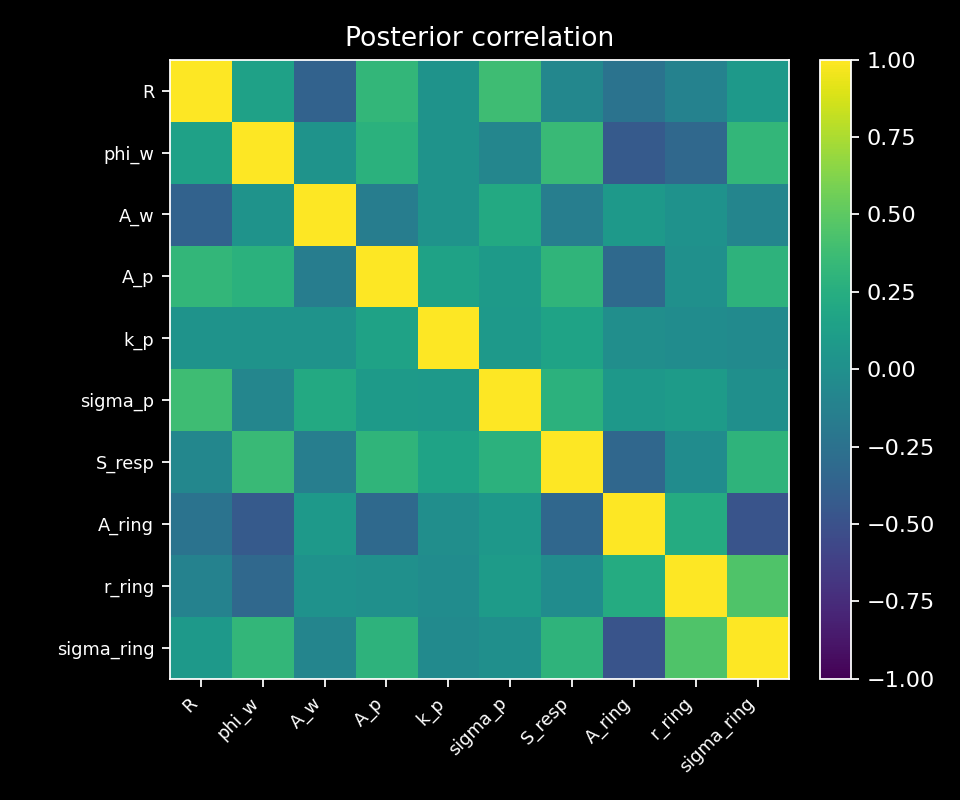 Posterior correlation
R
phi_w
A_w
A_p
k_p
sigma_p
S_resp
A_ring
r_ring
sigma_ring
R
phi_w
A_w
A_p
k_p
sigma_p
S_resp
A_ring
r_ring
sigma_ring
1.00
0.75
0.50
0.25
0.00
−0.25
−0.50
−0.75
−1.00